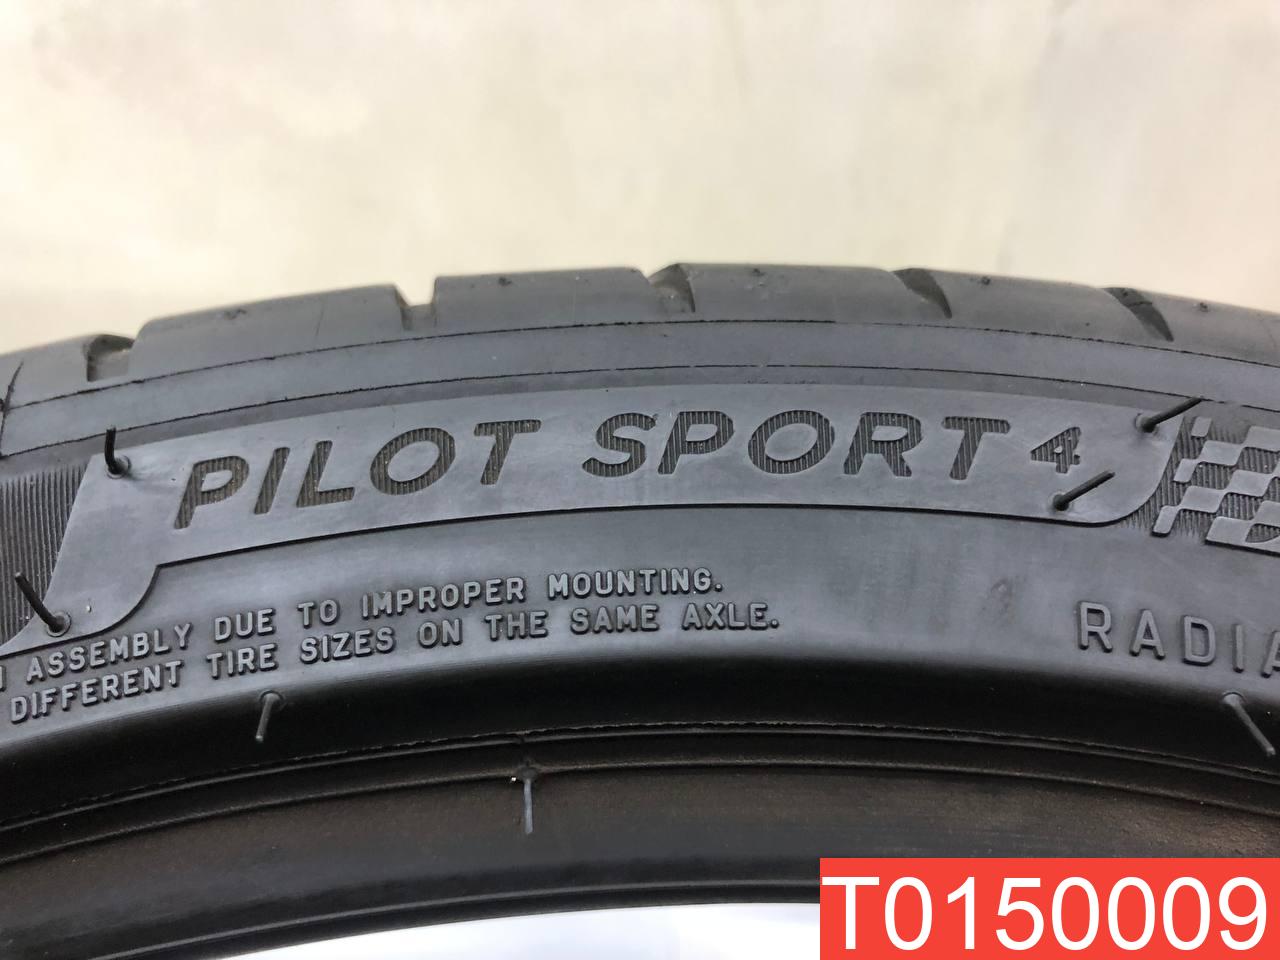 PILOT SPORT 4
ASSEMBLY DUE TO IMPROPER MOUNTING.
DIFFERENT TIRE SIZES ON THE SAME AXLE.
RADIA
T0150009